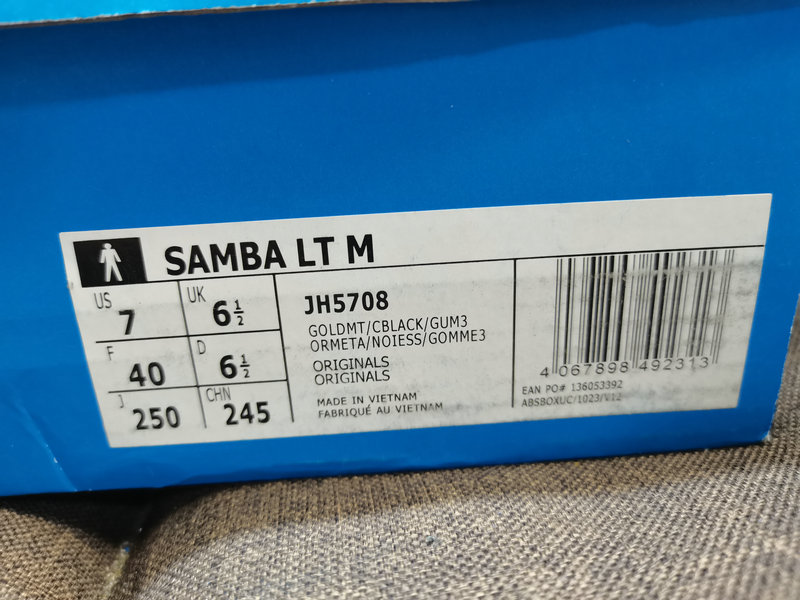 SAMBA LT M
US 7
UK 6½
F 40
D 6½
J 250
CHN 245
JH5708
GOLDMT/CBLACK/GUM3
ORMETA/NOIESS/GOMME3
ORIGINALS
ORIGINALS
MADE IN VIETNAM
FABRIQUÉ AU VIETNAM
4 067898 492313
EAN PO# 136053392
ABSBOXUC/1023/V12